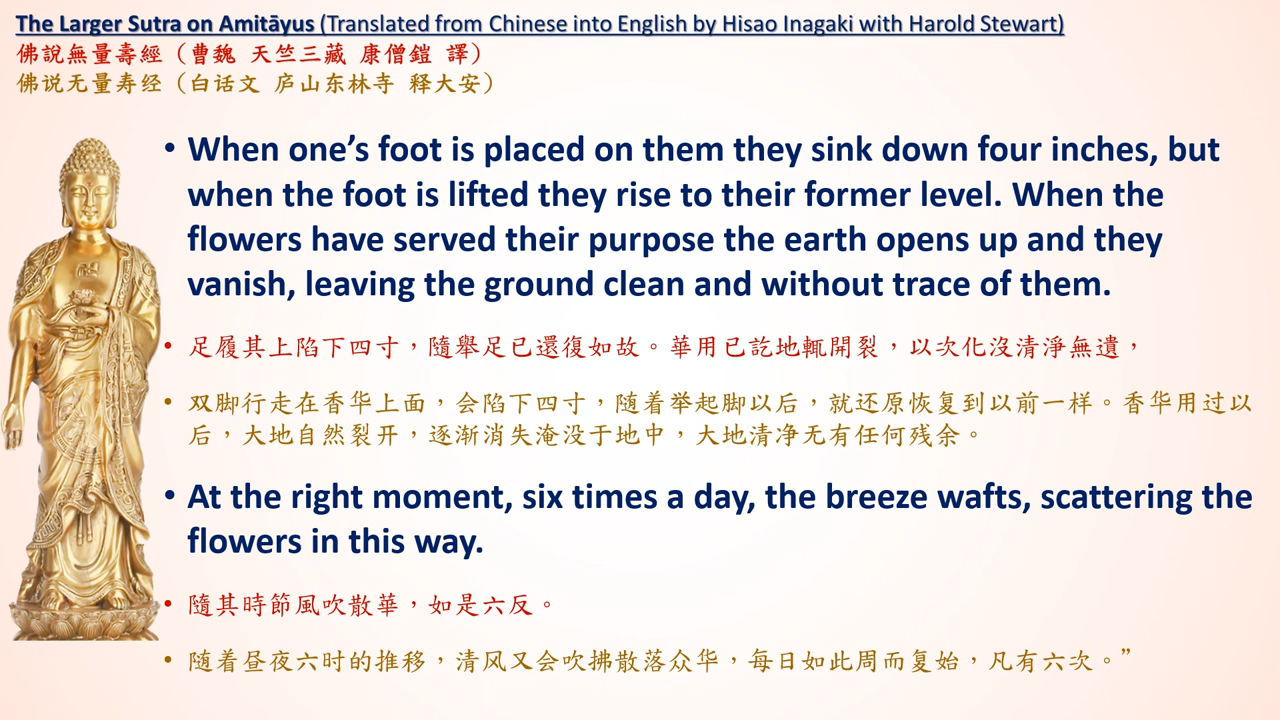 The Larger Sutra on Amitāyus (Translated from Chinese into English by Hisao Inagaki with Harold Stewart)
佛說無量壽經（曹魏 天竺三藏 康僧鎧 譯）
佛说无量寿经（白话文 庐山东林寺 释大安）
• When one’s foot is placed on them they sink down four inches, but
when the foot is lifted they rise to their former level. When the
flowers have served their purpose the earth opens up and they
vanish, leaving the ground clean and without trace of them.
• 足履其上陷下四寸，隨舉足已還復如故。華用已訖地輒開裂，以次化沒清淨無遺，
• 双脚行走在香华上面，会陷下四寸，随着举起脚以后，就还原恢复到以前一样。香华用过以
后，大地自然裂开，逐渐消失淹没于地中，大地清净无有任何残余。
• At the right moment, six times a day, the breeze wafts, scattering the
flowers in this way.
• 隨其時節風吹散華，如是六反。
• 随着昼夜六时的推移，清风又会吹拂散落众华，每日如此周而复始，凡有六次。”